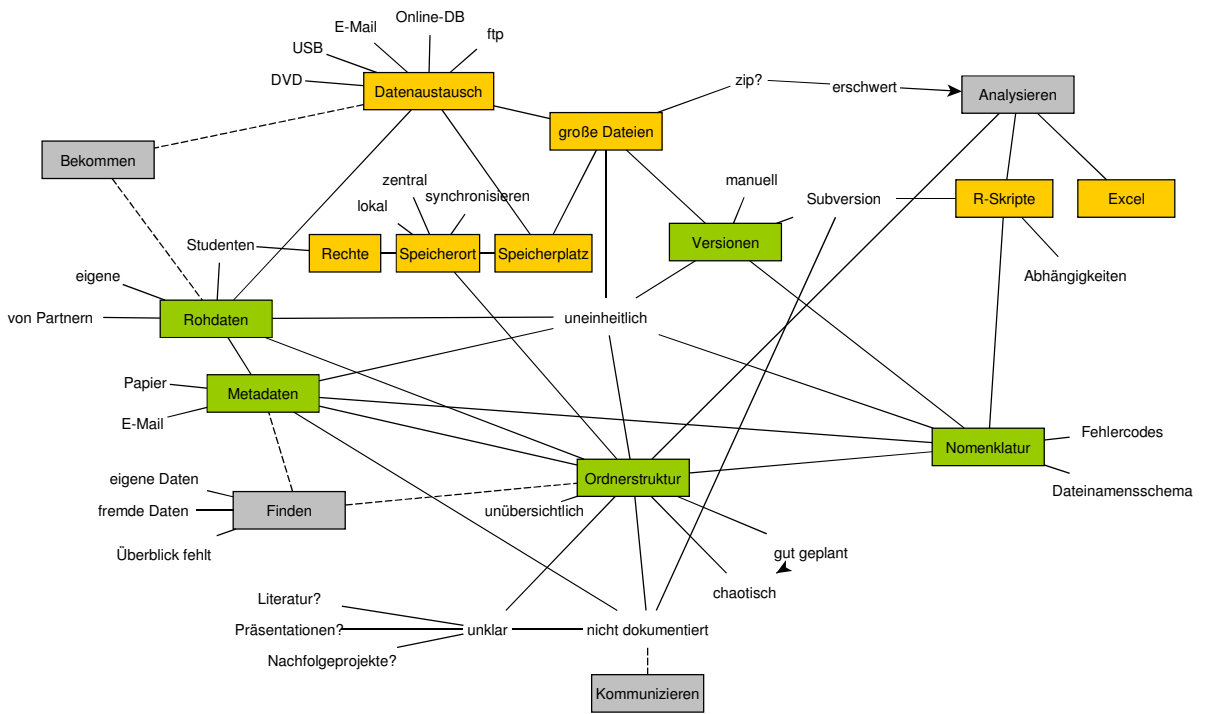 Online-DB
E-Mail
ftp
USB
DVD
Datenaustausch
zip?
erschwert
Analysieren
große Dateien
Bekommen
zentral
synchronisieren
lokal
manuell
Subversion
R-Skripte
Excel
Studenten
Rechte
Speicherort
Speicherplatz
Versionen
Abhängigkeiten
eigene
von Partnern
Rohdaten
uneinheitlich
Papier
Metadaten
E-Mail
Fehlercodes
Nomenklatur
Dateinamensschema
eigene Daten
fremde Daten
Finden
Überblick fehlt
Ordnerstruktur
unübersichtlich
gut geplant
chaotisch
Literatur?
Präsentationen?
unklar
nicht dokumentiert
Nachfolgeprojekte?
Kommunizieren